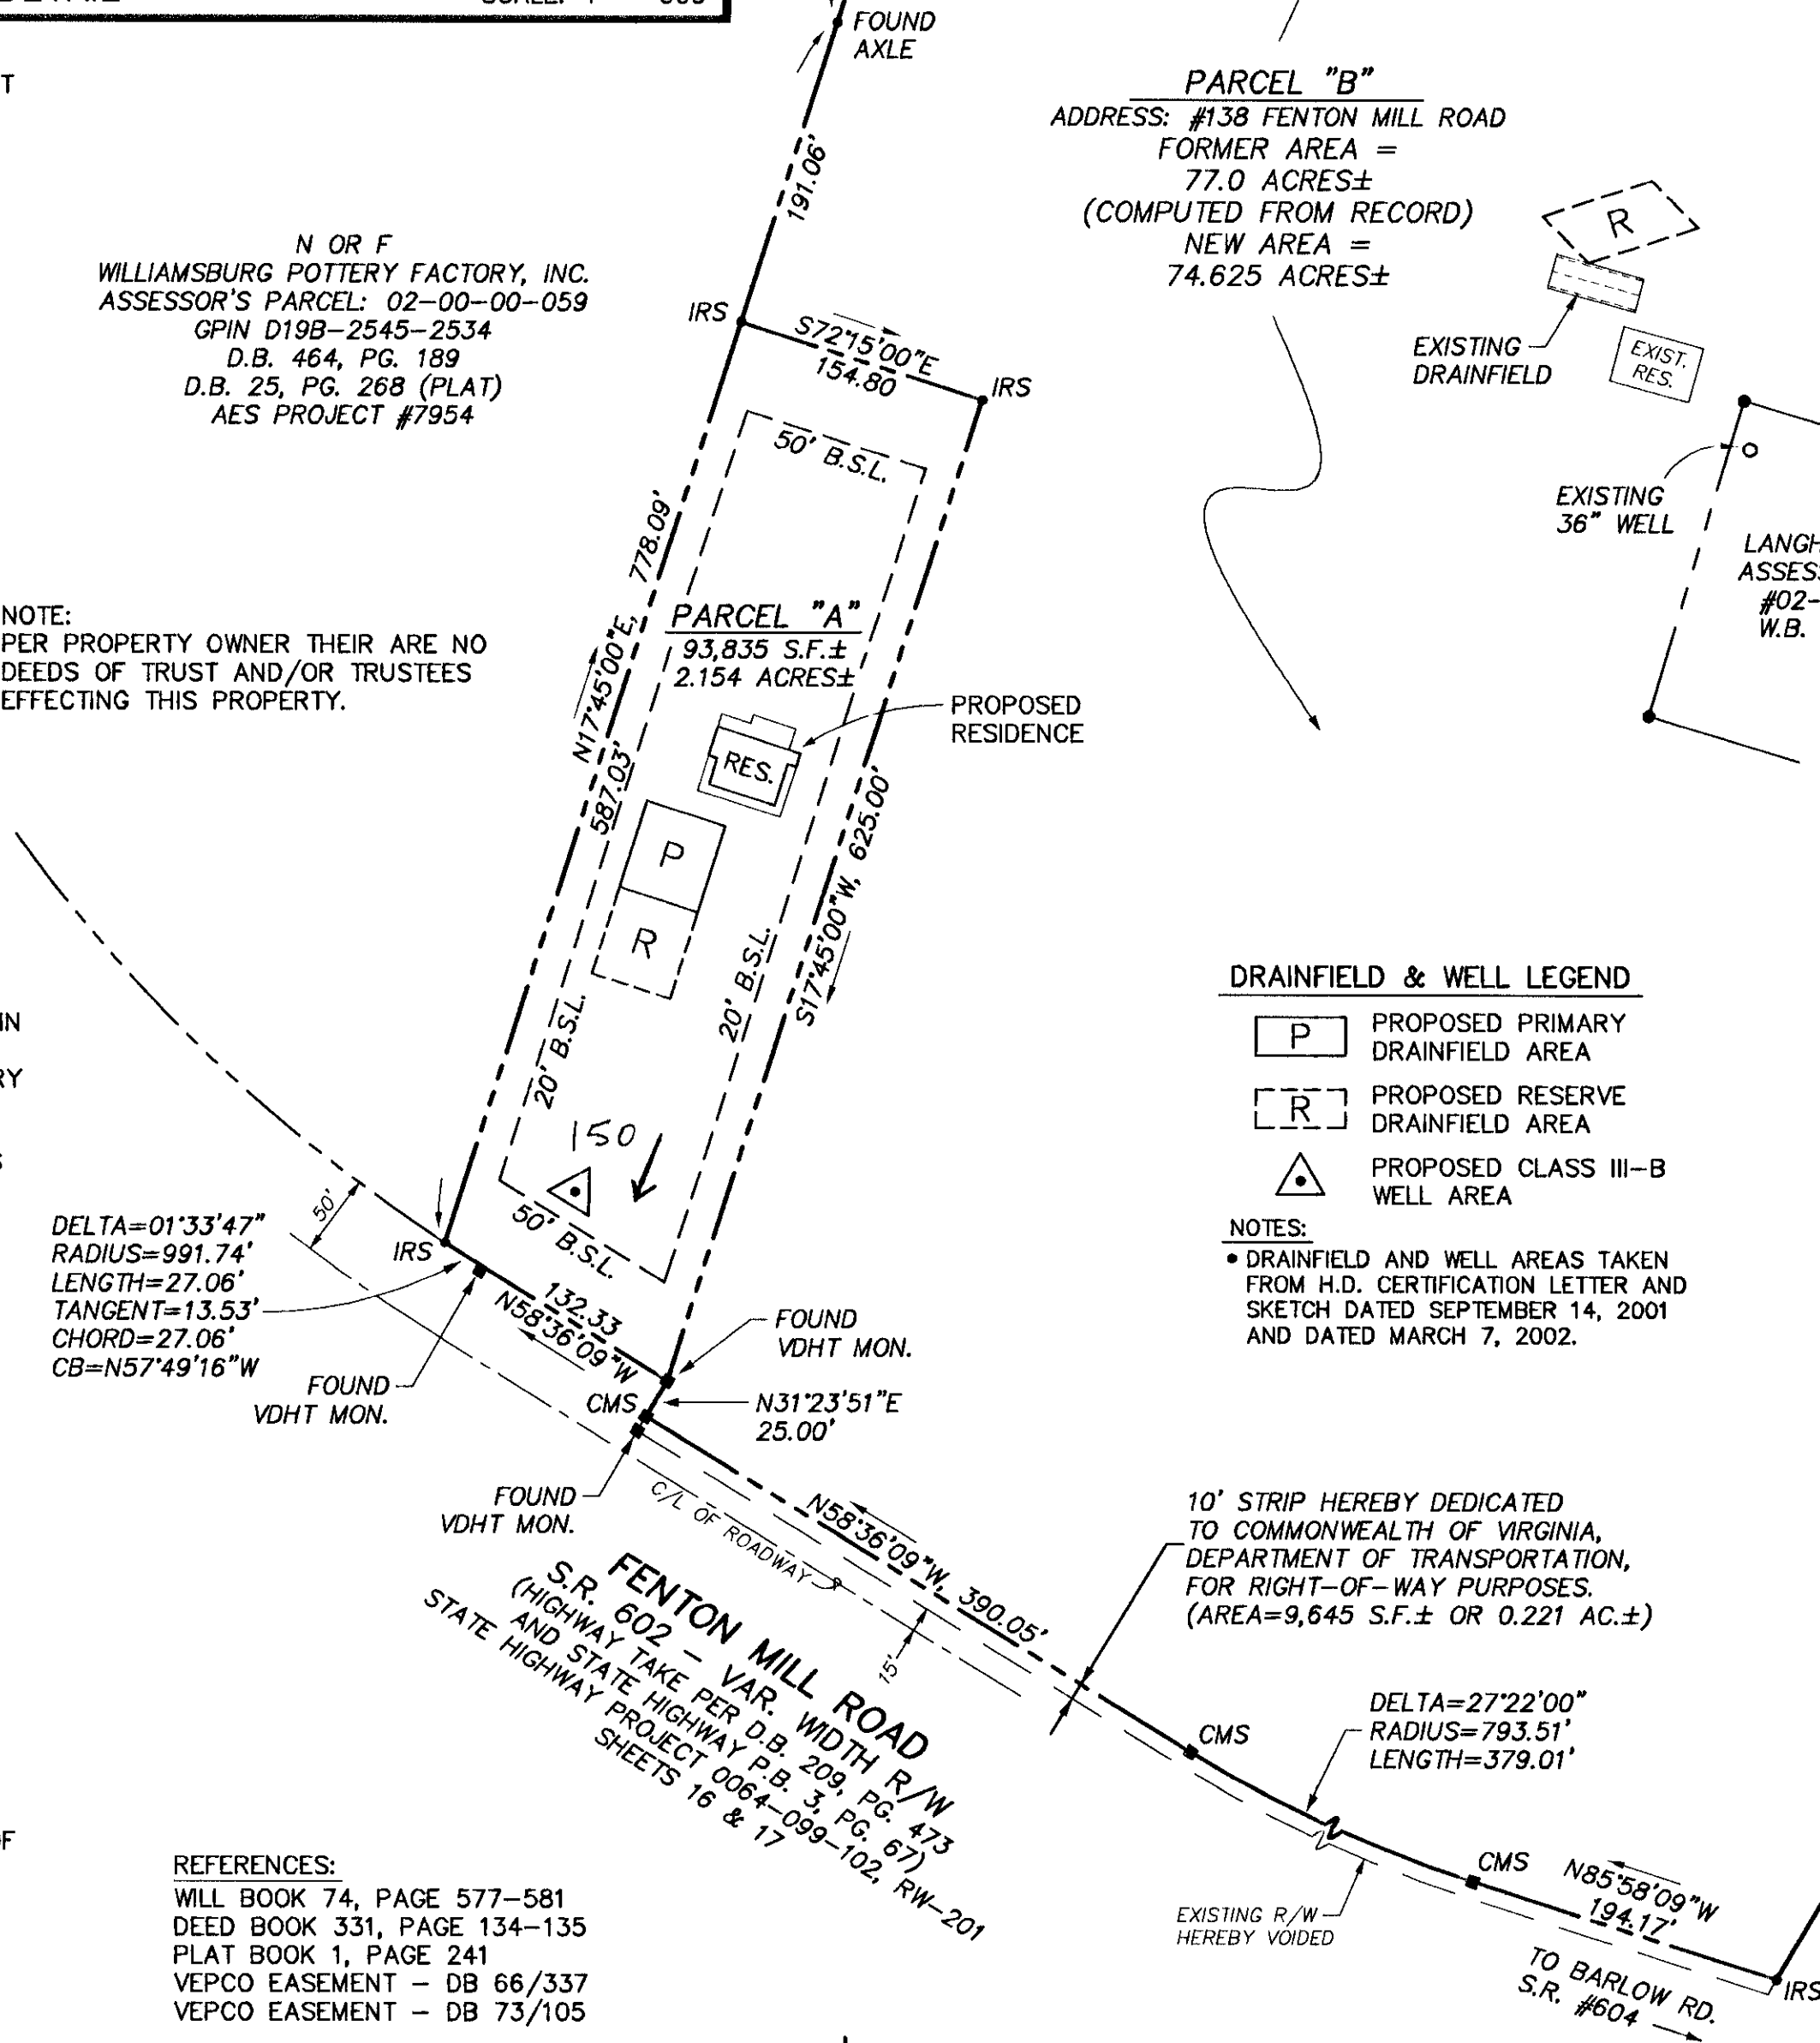 FOUND
AXLE
T
PARCEL "B"
ADDRESS: #138 FENTON MILL ROAD
FORMER AREA =
77.0 ACRES±
(COMPUTED FROM RECORD)
NEW AREA =
74.625 ACRES±
191.06'
R
N OR F
WILLIAMSBURG POTTERY FACTORY, INC.
ASSESSOR'S PARCEL: 02-00-00-059
GPIN D19B-2545-2534
D.B. 464, PG. 189
D.B. 25, PG. 268 (PLAT)
AES PROJECT #7954
IRS
S72°15'00"E
154.80
IRS
EXISTING
DRAINFIELD
EXIST.
RES.
50' B.S.L.
EXISTING
36" WELL
LANGH
ASSES
#02-
W.B.
N17°45'00"E, 778.09'
587.03'
NOTE:
PER PROPERTY OWNER THEIR ARE NO
DEEDS OF TRUST AND/OR TRUSTEES
EFFECTING THIS PROPERTY.
PARCEL "A"
93,835 S.F.±
2.154 ACRES±
PROPOSED
RESIDENCE
RES.
P
R
S17°45'00"W, 625.00'
20' B.S.L.
20' B.S.L.
IN
RY
S
DRAINFIELD & WELL LEGEND
P PROPOSED PRIMARY
DRAINFIELD AREA
R PROPOSED RESERVE
DRAINFIELD AREA
PROPOSED CLASS III-B
WELL AREA
NOTES:
• DRAINFIELD AND WELL AREAS TAKEN
FROM H.D. CERTIFICATION LETTER AND
SKETCH DATED SEPTEMBER 14, 2001
AND DATED MARCH 7, 2002.
150
50' B.S.L.
50'
DELTA=01°33'47"
RADIUS=991.74'
LENGTH=27.06'
TANGENT=13.53'
CHORD=27.06'
CB=N57°49'16"W
IRS
132.33
N58°36'09"W
FOUND
VDHT MON.
FOUND
VDHT MON.
CMS
N31°23'51"E
25.00'
FOUND
VDHT MON.
C/L OF ROADWAY
N58°36'09"W, 390.05'
15'
10' STRIP HEREBY DEDICATED
TO COMMONWEALTH OF VIRGINIA,
DEPARTMENT OF TRANSPORTATION,
FOR RIGHT-OF-WAY PURPOSES.
(AREA=9,645 S.F.± OR 0.221 AC.±)
FENTON MILL ROAD
S.R. 602 - VAR. WIDTH R/W
(HIGHWAY TAKE PER D.B. 209, PG. 473
AND STATE HIGHWAY P.B. 3, PG. 67)
STATE HIGHWAY PROJECT 0064-099-102, RW-201
SHEETS 16 & 17
CMS
DELTA=27°22'00"
RADIUS=793.51'
LENGTH=379.01'
CMS
N85°58'09"W
194.17'
EXISTING R/W
HEREBY VOIDED
TO BARLOW RD.
S.R. #604
IRS
F
REFERENCES:
WILL BOOK 74, PAGE 577-581
DEED BOOK 331, PAGE 134-135
PLAT BOOK 1, PAGE 241
VEPCO EASEMENT - DB 66/337
VEPCO EASEMENT - DB 73/105